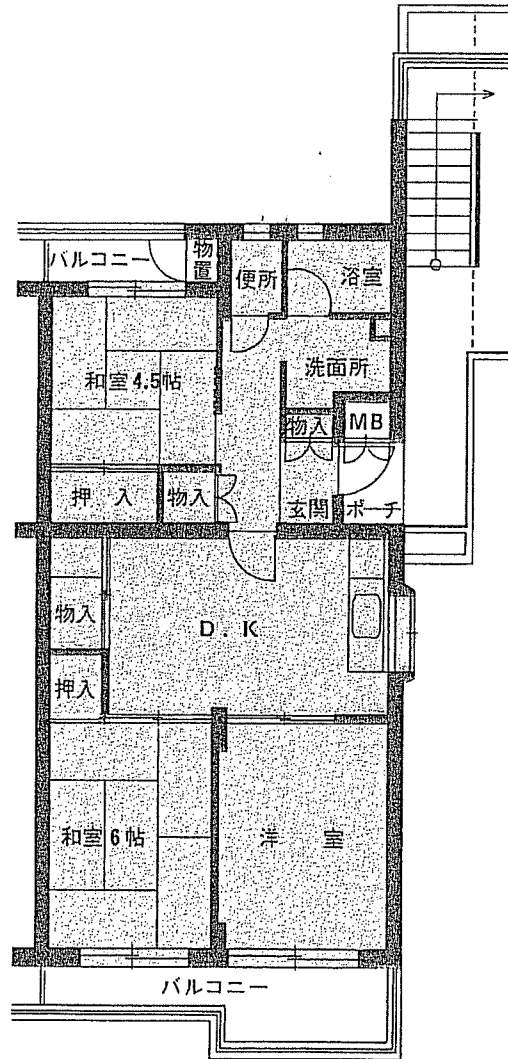 バルコニー
物置
便所
浴室
和室4.5帖
洗面所
物入
MB
押入
物入
玄関
ポーチ
物入
D.K
押入
和室6帖
洋室
バルコニー